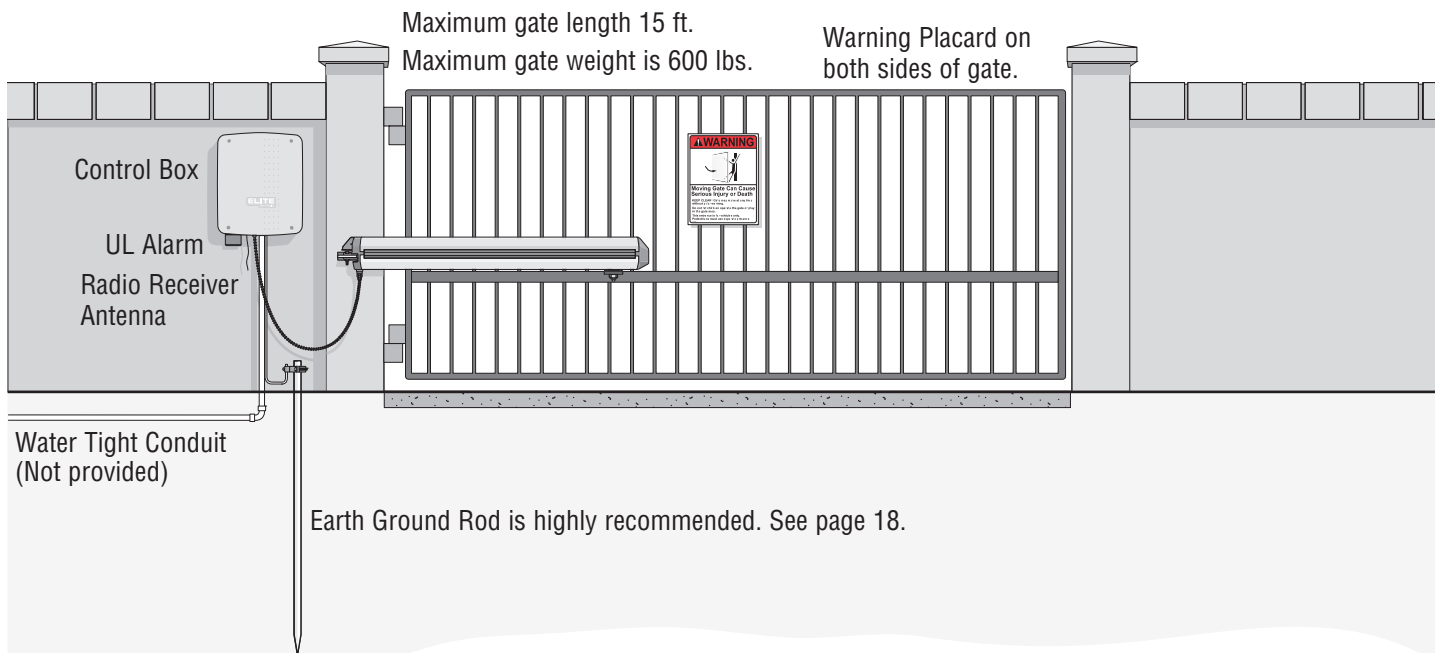 Maximum gate length 15 ft.
Maximum gate weight is 600 lbs.
Warning Placard on
both sides of gate.
WARNING
Moving Gate Can Cause
Serious Injury or Death
Control Box
ELITE
UL Alarm
Radio Receiver
Antenna
Water Tight Conduit
(Not provided)
Earth Ground Rod is highly recommended. See page 18.